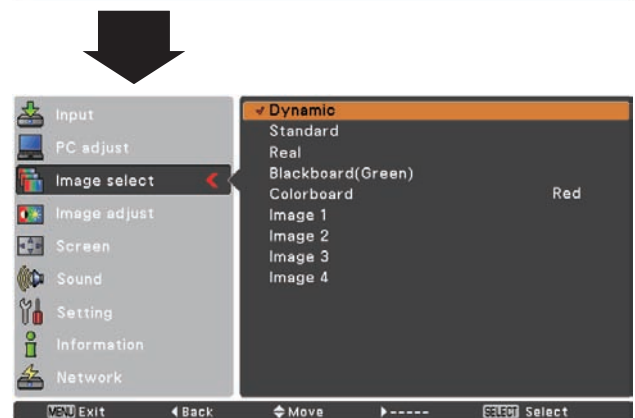 Input
PC adjust
Image select
Image adjust
Screen
Sound
Setting
Information
Network
Dynamic
Standard
Real
Blackboard(Green)
Colorboard Red
Image 1
Image 2
Image 3
Image 4
MENU Exit Back Move ----- SELECT Select